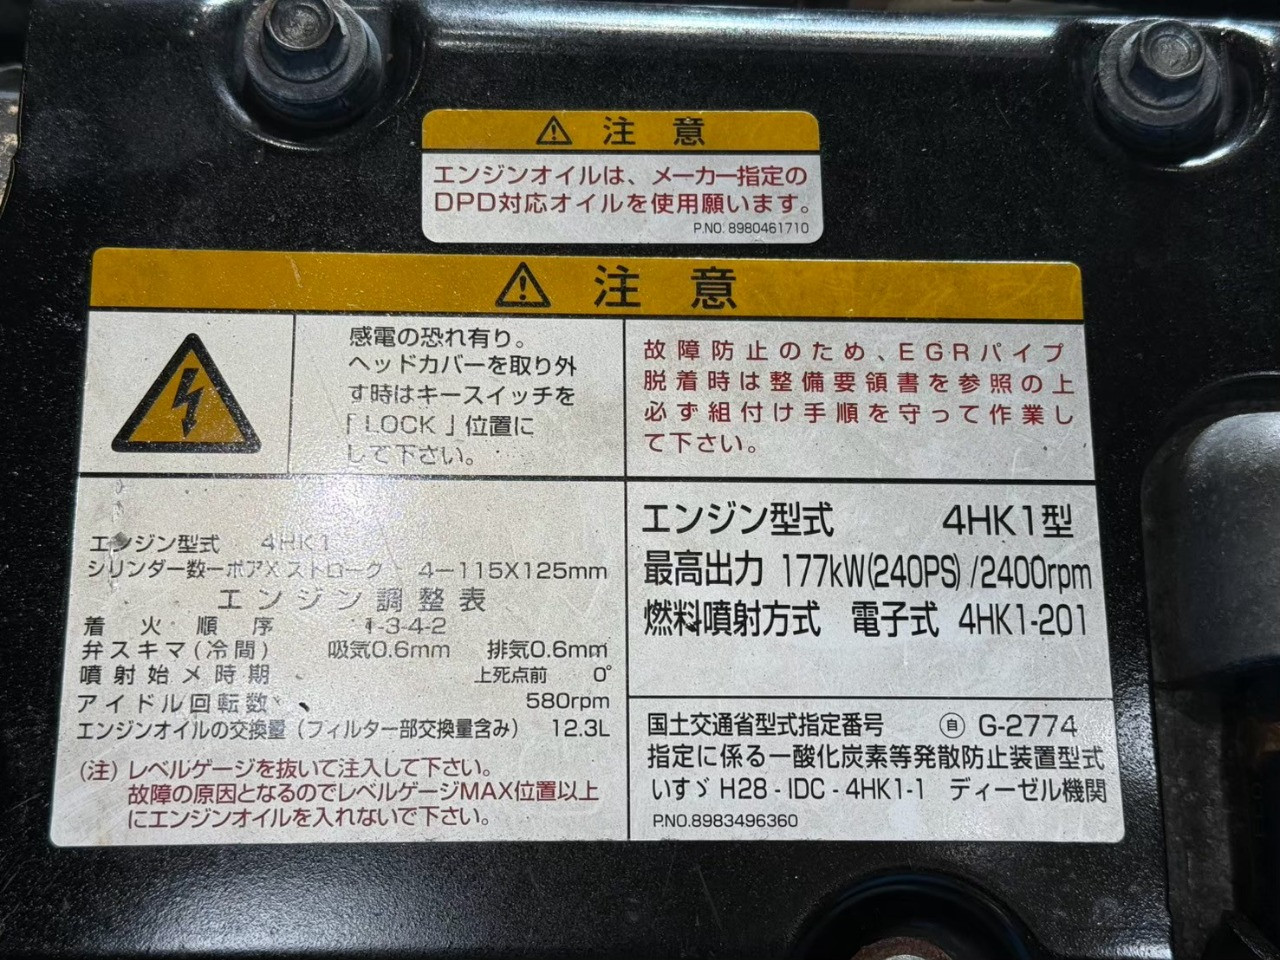 ⚠ 注 意
エンジンオイルは、メーカー指定の
DPD対応オイルを使用願います。
P.NO. 8980461710
⚠ 注 意
感電の恐れ有り。
ヘッドカバーを取り外
す時はキースイッチを
「LOCK」位置に
して下さい。
故障防止のため、EGRパイプ
脱着時は整備要領書を参照の上
必ず組付け手順を守って作業し
て下さい。
エンジン型式 4HK1
シリンダー数ーボアXストローク 4ー115X125mm
エンジン調整表
着火順序 1-3-4-2
弁スキマ(冷間) 吸気0.6mm 排気0.6mm
噴射始メ時期 上死点前 0°
アイドル回転数 580rpm
エンジンオイルの交換量(フィルター部交換量含み) 12.3L
(注)レベルゲージを抜いて注入して下さい。
故障の原因となるのでレベルゲージMAX位置以上
にエンジンオイルを入れないで下さい。
エンジン型式 4HK1型
最高出力 177kW(240PS)/2400rpm
燃料噴射方式 電子式 4HK1-201
国土交通省型式指定番号 ㊀自 G-2774
指定に係る一酸化炭素等発散防止装置型式
いすゞ H28-IDC-4HK1-1 ディーゼル機関
P.NO.8983496360